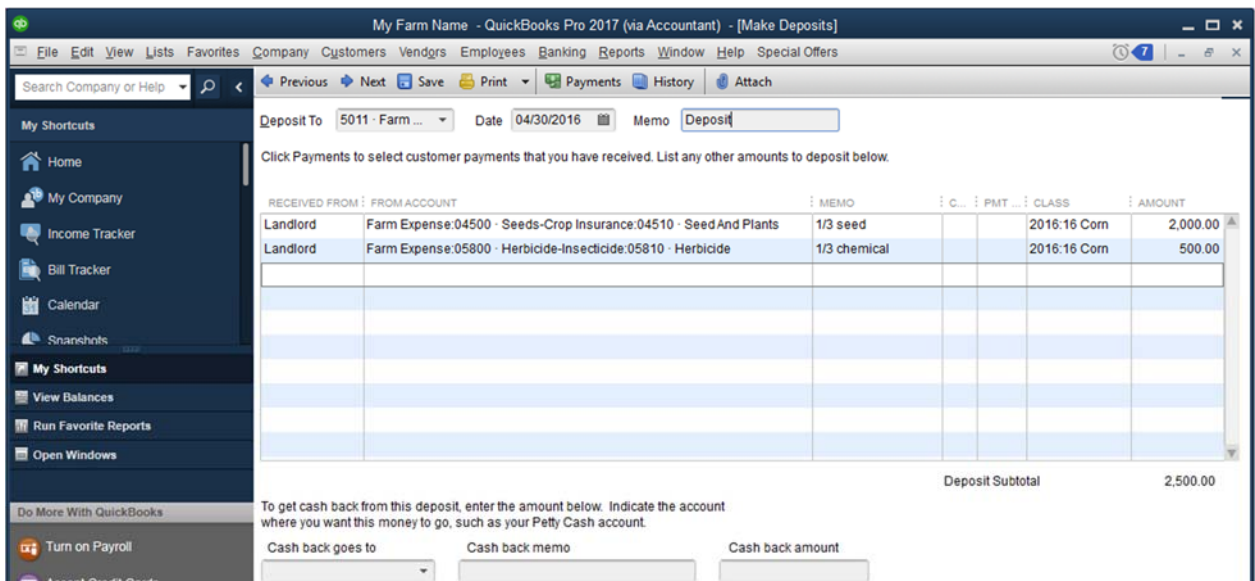 My Farm Name - QuickBooks Pro 2017 (via Accountant) - [Make Deposits]
File Edit View Lists Favorites Company Customers Vendors Employees Banking Reports Window Help Special Offers 7
Search Company or Help
Previous Next Save Print Payments History Attach
My Shortcuts
Home
My Company
Income Tracker
Bill Tracker
Calendar
Snapshots
My Shortcuts
View Balances
Run Favorite Reports
Open Windows
Do More With QuickBooks
Turn on Payroll
Accept Credit Cards
Deposit To 5011 · Farm ... Date 04/30/2016 Memo Deposit
Click Payments to select customer payments that you have received. List any other amounts to deposit below.
RECEIVED FROM FROM ACCOUNT MEMO C... PMT ... CLASS AMOUNT
Landlord Farm Expense:04500 · Seeds-Crop Insurance:04510 · Seed And Plants 1/3 seed 2016:16 Corn 2,000.00
Landlord Farm Expense:05800 · Herbicide-Insecticide:05810 · Herbicide 1/3 chemical 2016:16 Corn 500.00
Deposit Subtotal 2,500.00
To get cash back from this deposit, enter the amount below. Indicate the account
where you want this money to go, such as your Petty Cash account.
Cash back goes to Cash back memo Cash back amount